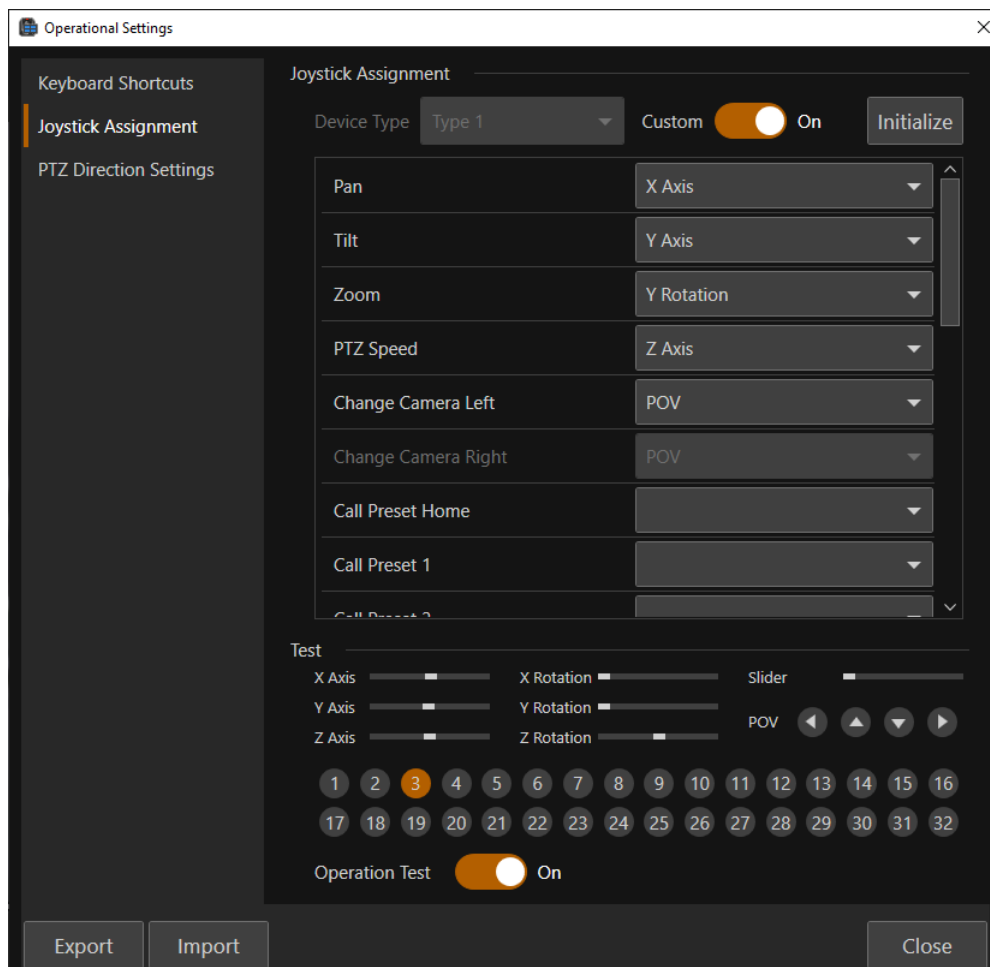 Operational Settings
Keyboard Shortcuts
Joystick Assignment
PTZ Direction Settings
Joystick Assignment
Device Type Type 1 Custom On Initialize
Pan X Axis
Tilt Y Axis
Zoom Y Rotation
PTZ Speed Z Axis
Change Camera Left POV
Change Camera Right POV
Call Preset Home
Call Preset 1
Call Preset 2
Test
X Axis X Rotation Slider
Y Axis Y Rotation POV
Z Axis Z Rotation
1 2 3 4 5 6 7 8 9 10 11 12 13 14 15 16
17 18 19 20 21 22 23 24 25 26 27 28 29 30 31 32
Operation Test On
Export Import Close